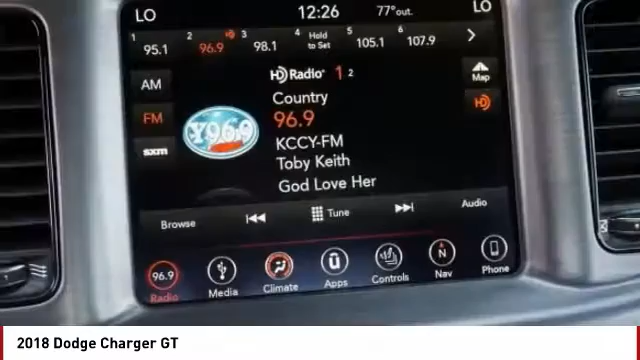 LO 12:26 77°out. LO
1 95.1 2 96.9 HD 3 98.1 4 Hold to Set 5 105.1 6 107.9
AM
FM
sxm
HD Radio 1 2
Country
96.9
KCCY-FM
Toby Keith
God Love Her
Y96.9
Map
HD
Browse Tune Audio
96.9 N
Radio Media Climate Apps Controls Nav Phone
2018 Dodge Charger GT